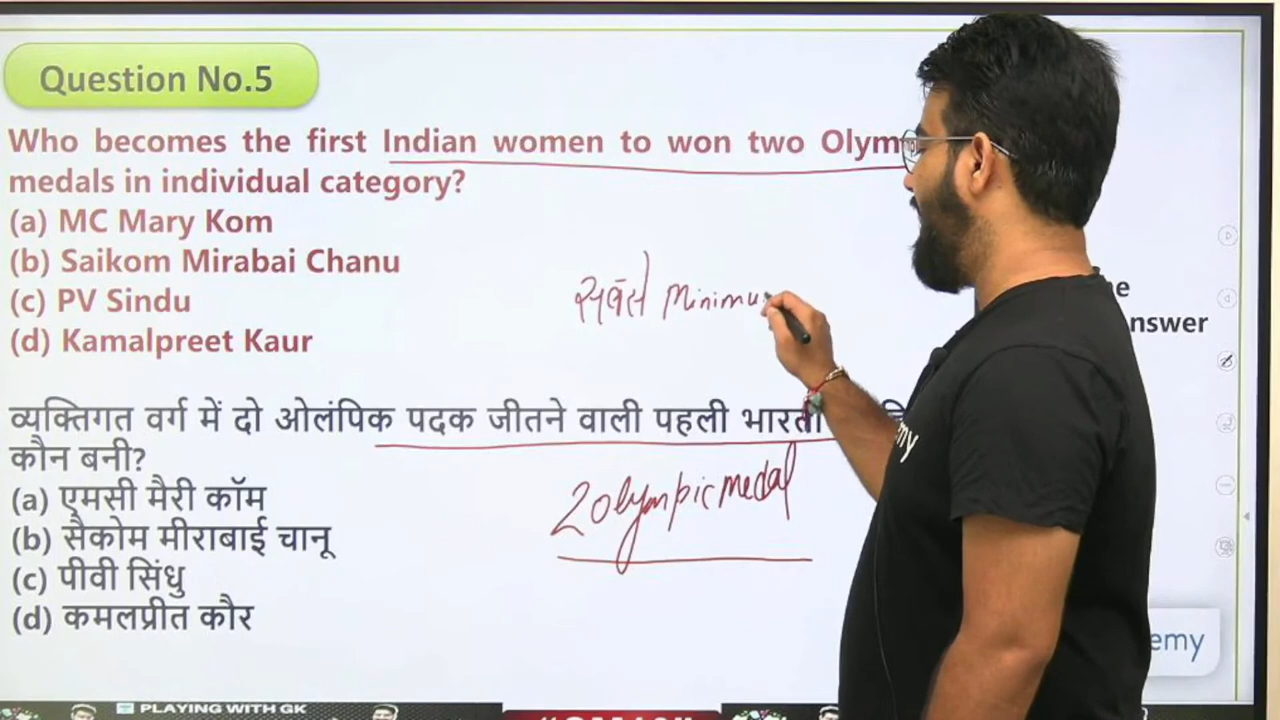 Question No.5
Who becomes the first Indian women to won two Olym
medals in individual category?
(a) MC Mary Kom
(b) Saikom Mirabai Chanu
(c) PV Sindu
(d) Kamalpreet Kaur
Minimu
nswer
व्यक्तिगत वर्ग में दो ओलंपिक पदक जीतने वाली पहली भारती
कौन बनी?
(a) एमसी मैरी कॉम
(b) सैकोम मीराबाई चानू
(c) पीवी सिंधु
(d) कमलप्रीत कौर
2 olympic medal
my
emy
PLAYING WITH GK